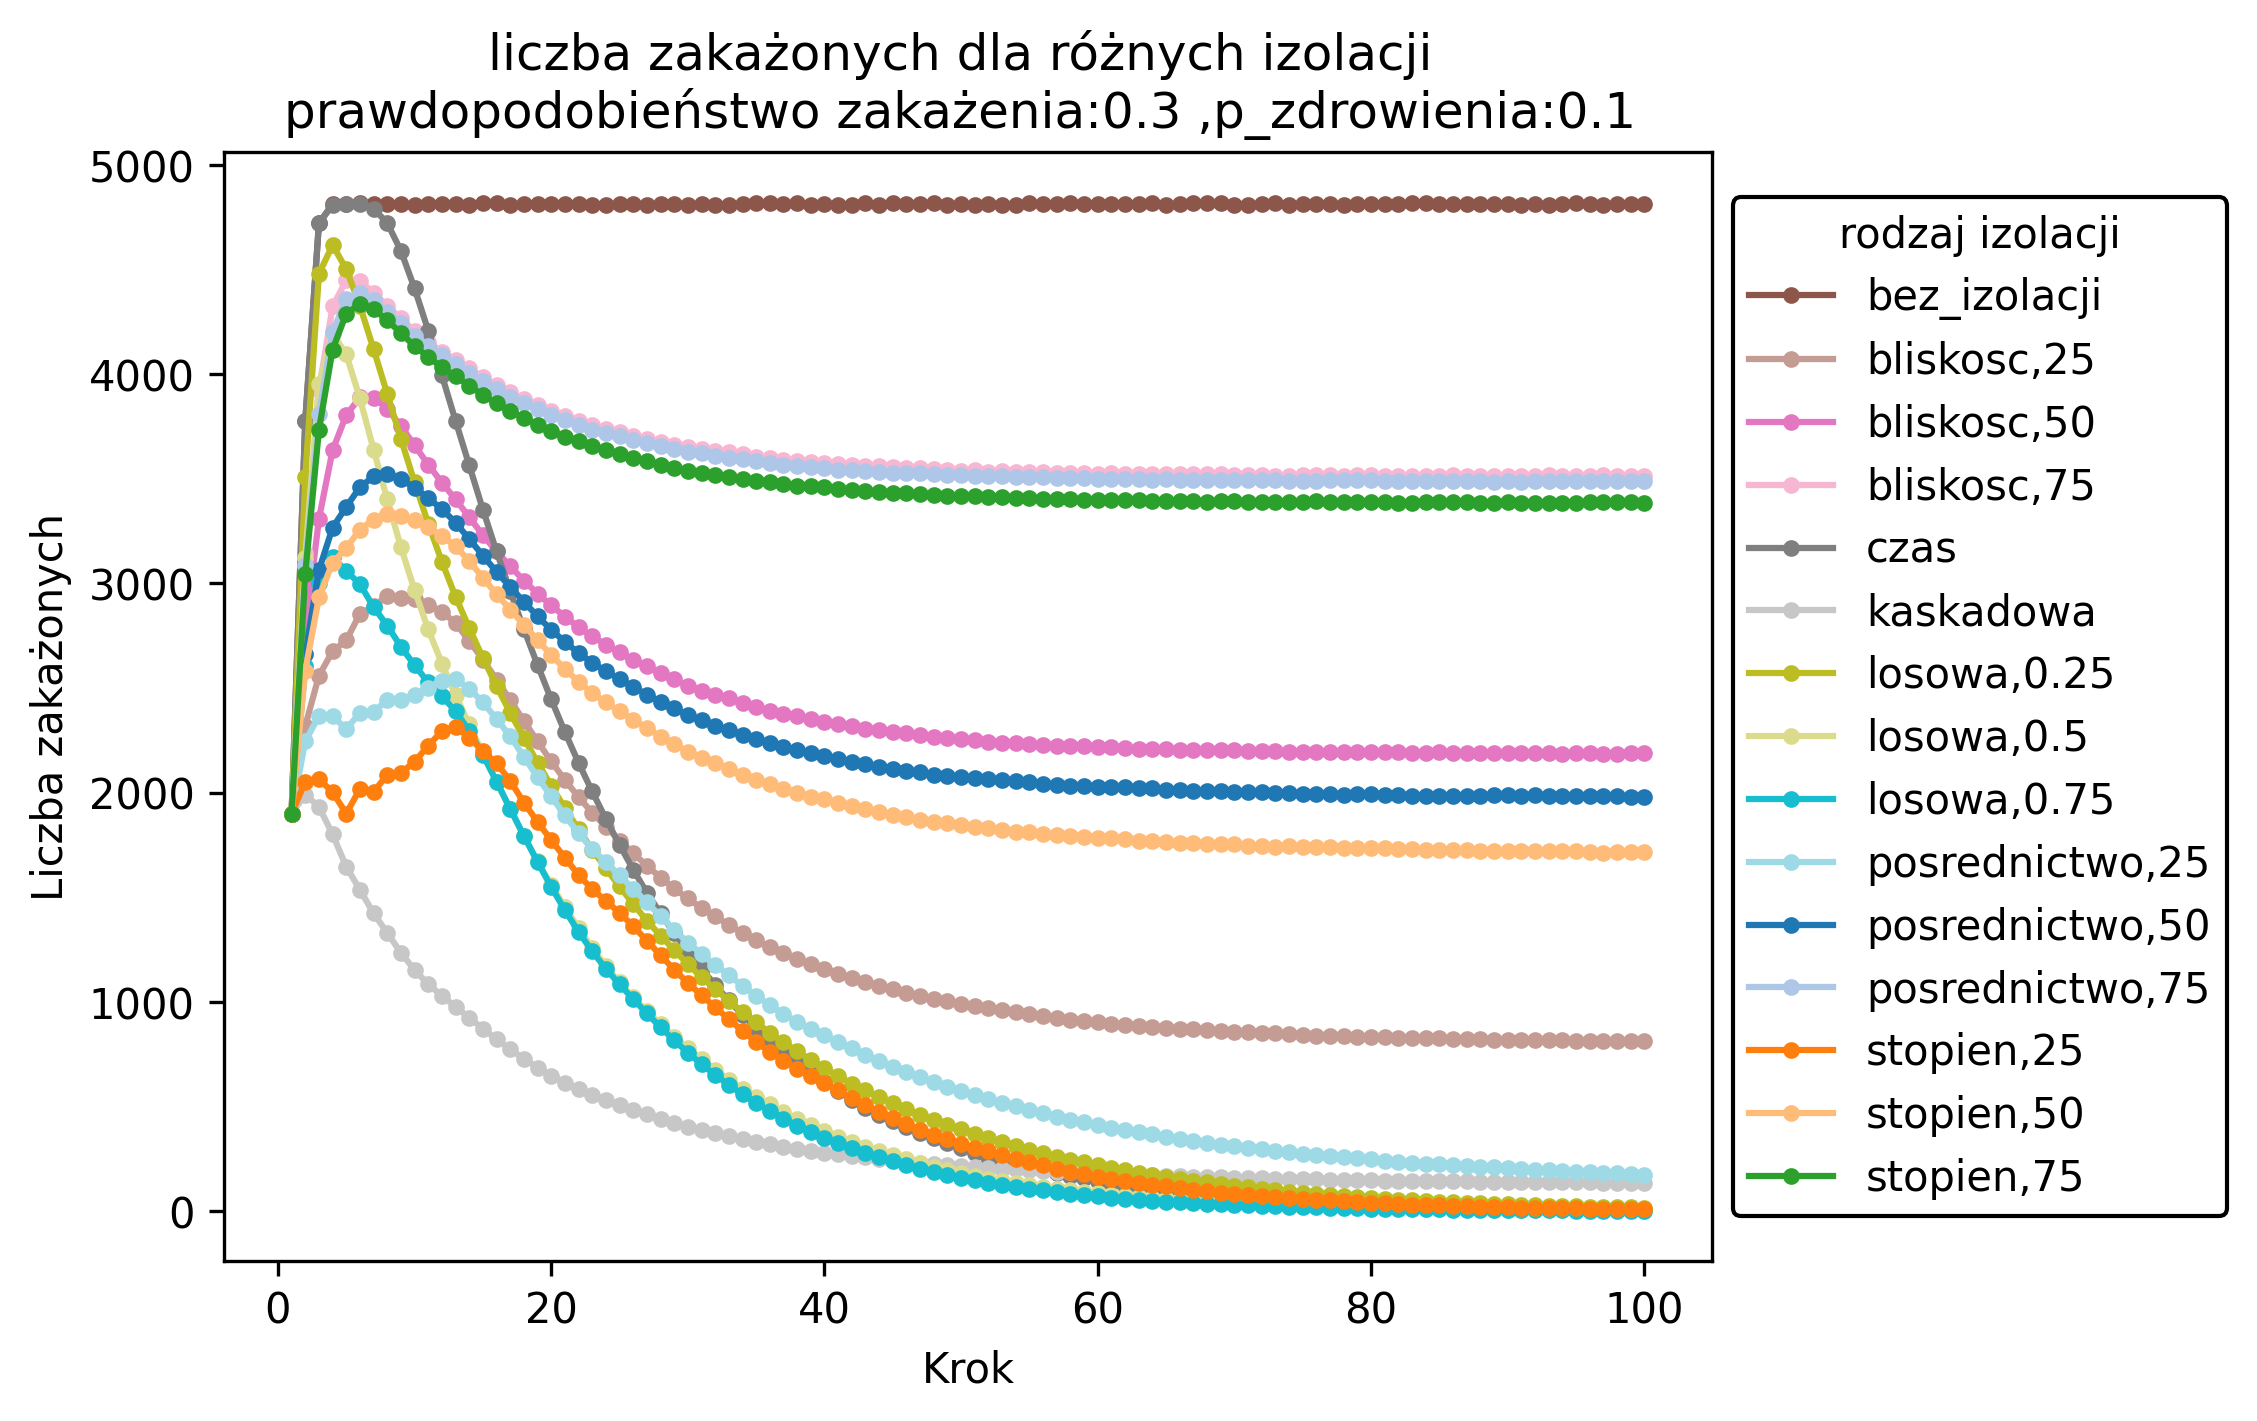 liczba zakażonych dla różnych izolacji
prawdopodobieństwo zakażenia:0.3 ,p_zdrowienia:0.1
Liczba zakażonych
5000
4000
3000
2000
1000
0
0 20 40 60 80 100
Krok
rodzaj izolacji
bez_izolacji
bliskosc,25
bliskosc,50
bliskosc,75
czas
kaskadowa
losowa,0.25
losowa,0.5
losowa,0.75
posrednictwo,25
posrednictwo,50
posrednictwo,75
stopien,25
stopien,50
stopien,75